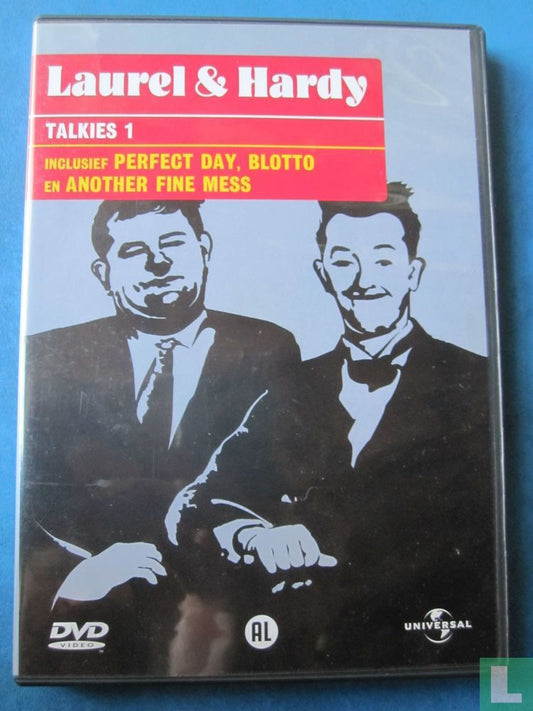 Laurel & Hardy
TALKIES 1
INCLUSIEF PERFECT DAY, BLOTTO
EN ANOTHER FINE MESS
DVD
VIDEO
AL
UNIVERSAL
L